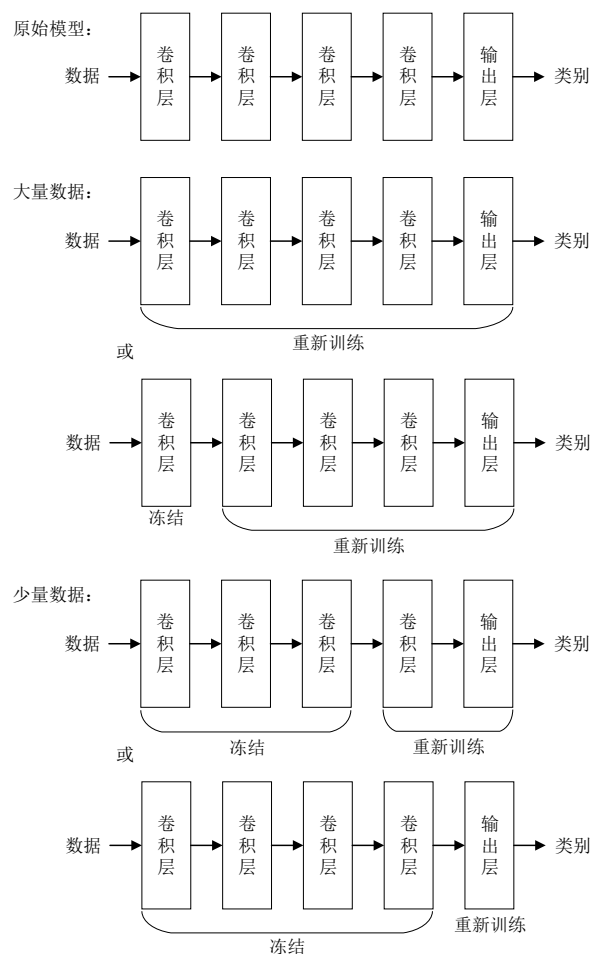 原始模型：
数据 卷积层 卷积层 卷积层 卷积层 输出层 类别
大量数据：
数据 卷积层 卷积层 卷积层 卷积层 输出层 类别
重新训练
或
数据 卷积层 卷积层 卷积层 卷积层 输出层 类别
冻结
重新训练
少量数据：
数据 卷积层 卷积层 卷积层 卷积层 输出层 类别
冻结 重新训练
或
数据 卷积层 卷积层 卷积层 卷积层 输出层 类别
重新训练
冻结